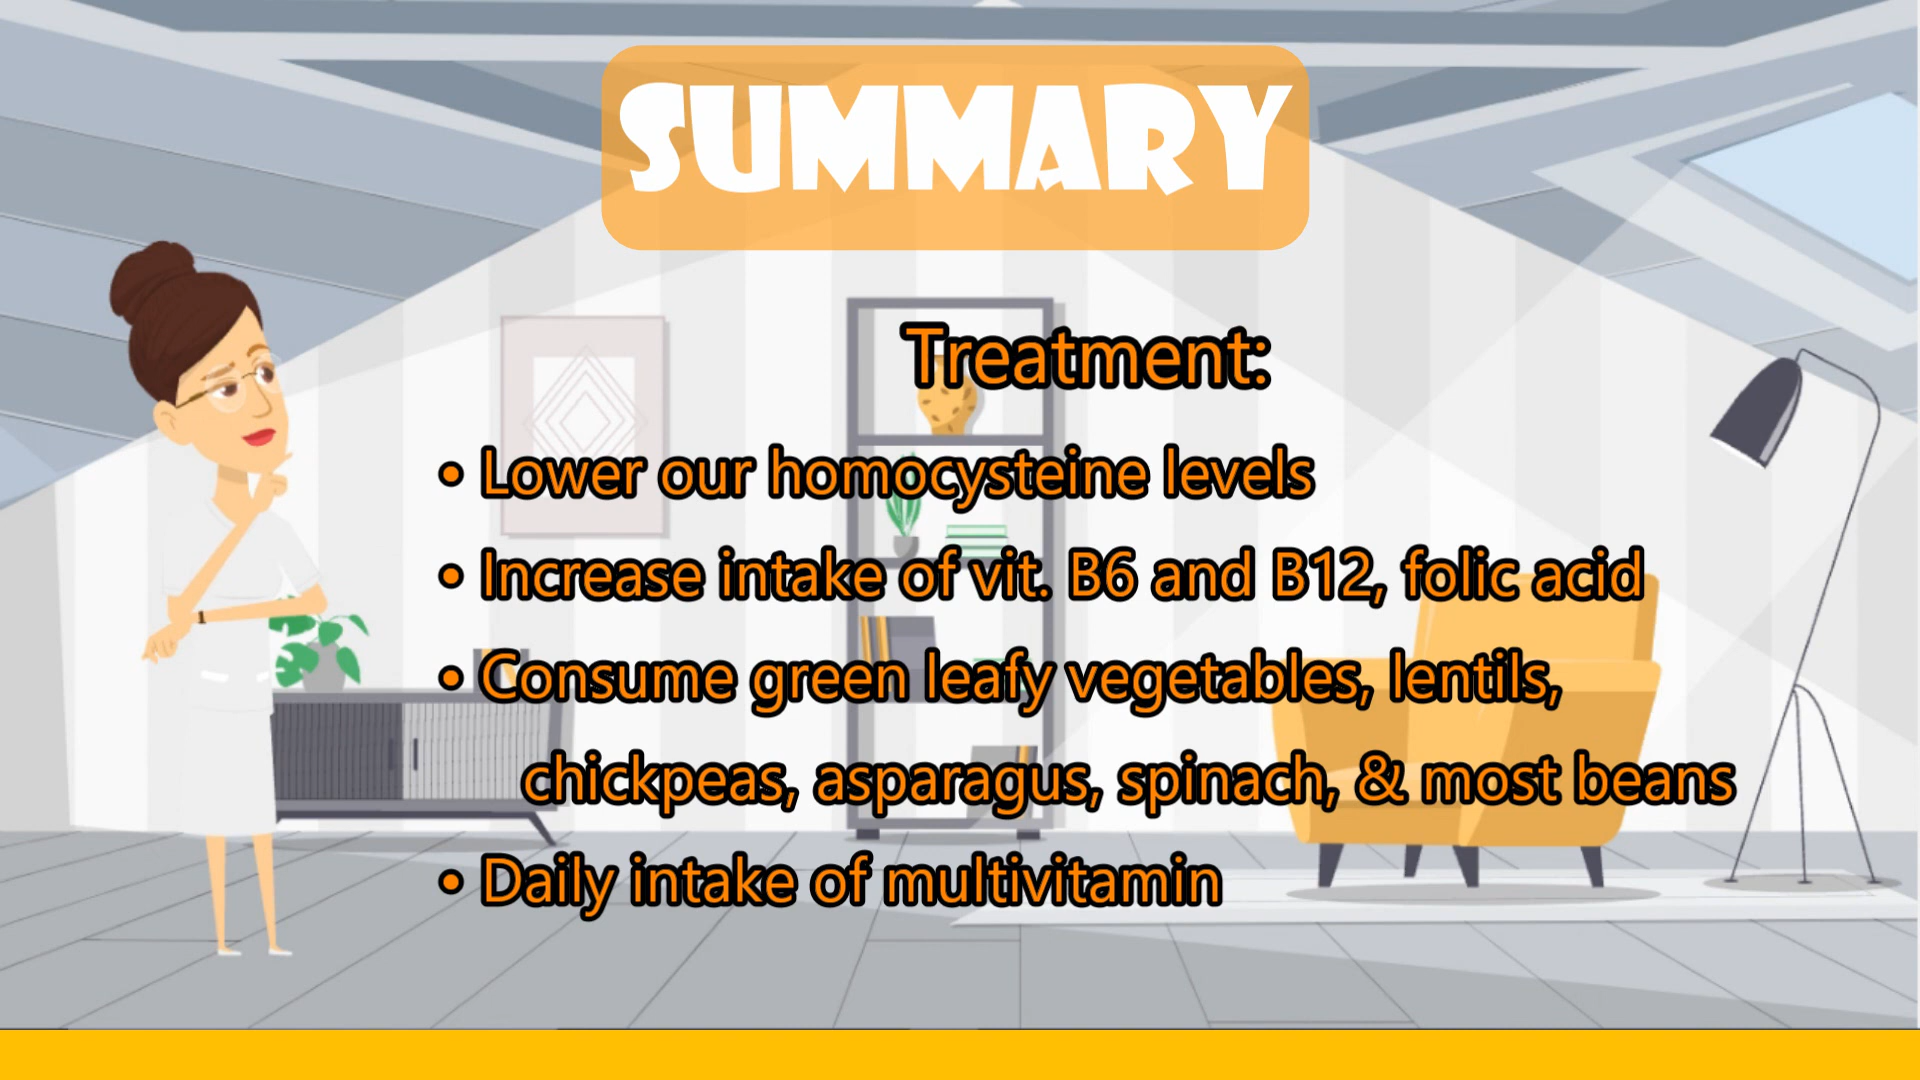 SUMMARY
Treatment:
• Lower our homocysteine levels
• Increase intake of vit. B6 and B12, folic acid
• Consume green leafy vegetables, lentils,
chickpeas, asparagus, spinach, & most beans
• Daily intake of multivitamin